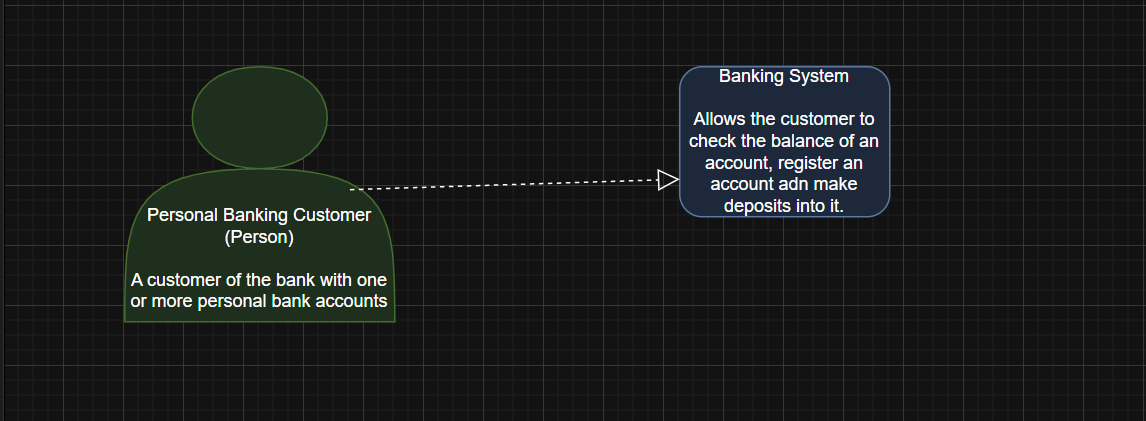 Banking System
Allows the customer to
check the balance of an
account, register an
account adn make
deposits into it.
Personal Banking Customer
(Person)
A customer of the bank with one
or more personal bank accounts